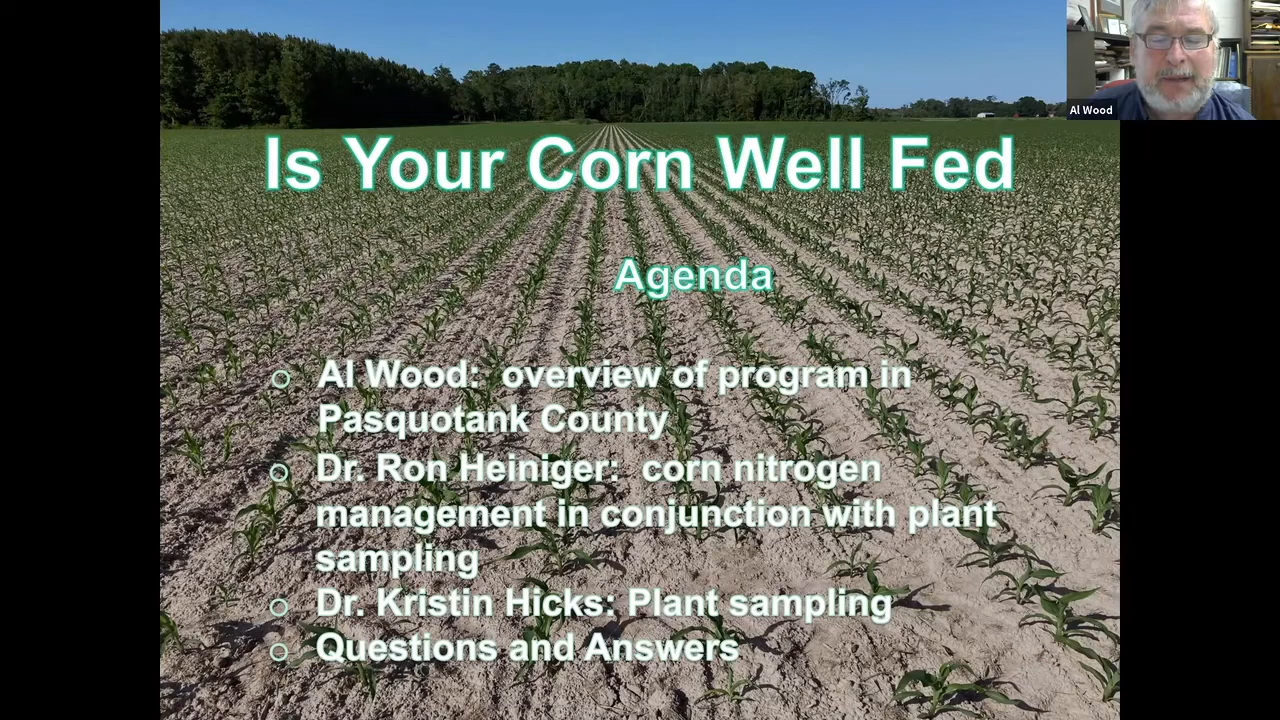 Al Wood
Is Your Corn Well Fed
Agenda
Al Wood:  overview of program in
Pasquotank County
Dr. Ron Heiniger:  corn nitrogen
management in conjunction with plant
sampling
Dr. Kristin Hicks: Plant sampling
Questions and Answers